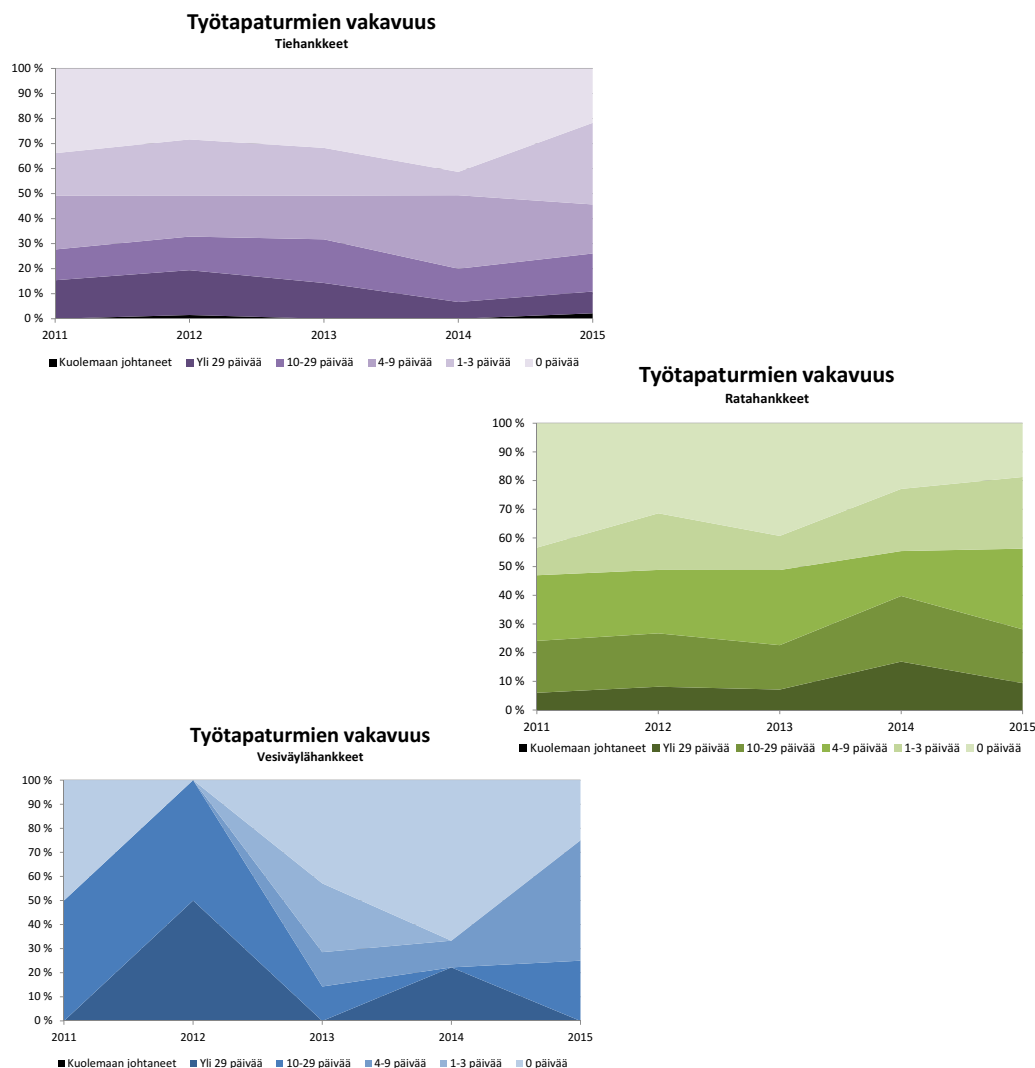 Työtapaturmien vakavuus
Tiehankkeet
100 %
90 %
80 %
70 %
60 %
50 %
40 %
30 %
20 %
10 %
0 %
2011 2012 2013 2014 2015
Kuolemaan johtaneet Yli 29 päivää 10-29 päivää 4-9 päivää 1-3 päivää 0 päivää
Työtapaturmien vakavuus
Ratahankkeet
100 %
90 %
80 %
70 %
60 %
50 %
40 %
30 %
20 %
10 %
0 %
2011 2012 2013 2014 2015
Kuolemaan johtaneet Yli 29 päivää 10-29 päivää 4-9 päivää 1-3 päivää 0 päivää
Työtapaturmien vakavuus
Vesiväylähankkeet
100 %
90 %
80 %
70 %
60 %
50 %
40 %
30 %
20 %
10 %
0 %
2011 2012 2013 2014 2015
Kuolemaan johtaneet Yli 29 päivää 10-29 päivää 4-9 päivää 1-3 päivää 0 päivää